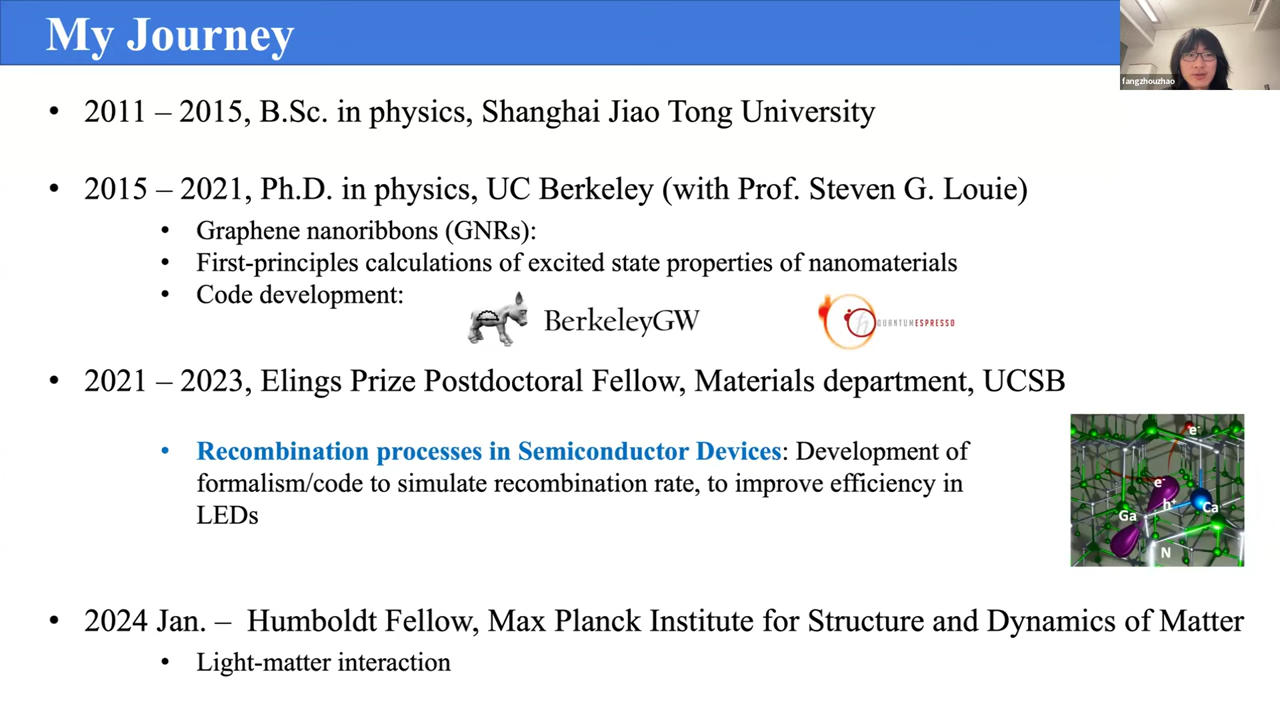 My Journey
fangzhouzhao
• 2011 – 2015, B.Sc. in physics, Shanghai Jiao Tong University
• 2015 – 2021, Ph.D. in physics, UC Berkeley (with Prof. Steven G. Louie)
• Graphene nanoribbons (GNRs):
• First-principles calculations of excited state properties of nanomaterials
• Code development:
BerkeleyGW
QUANTUMESPRESSO
• 2021 – 2023, Elings Prize Postdoctoral Fellow, Materials department, UCSB
• Recombination processes in Semiconductor Devices: Development of
formalism/code to simulate recombination rate, to improve efficiency in
LEDs
e-
e-
h+
Ga
Ca
N
• 2024 Jan. – Humboldt Fellow, Max Planck Institute for Structure and Dynamics of Matter
• Light-matter interaction